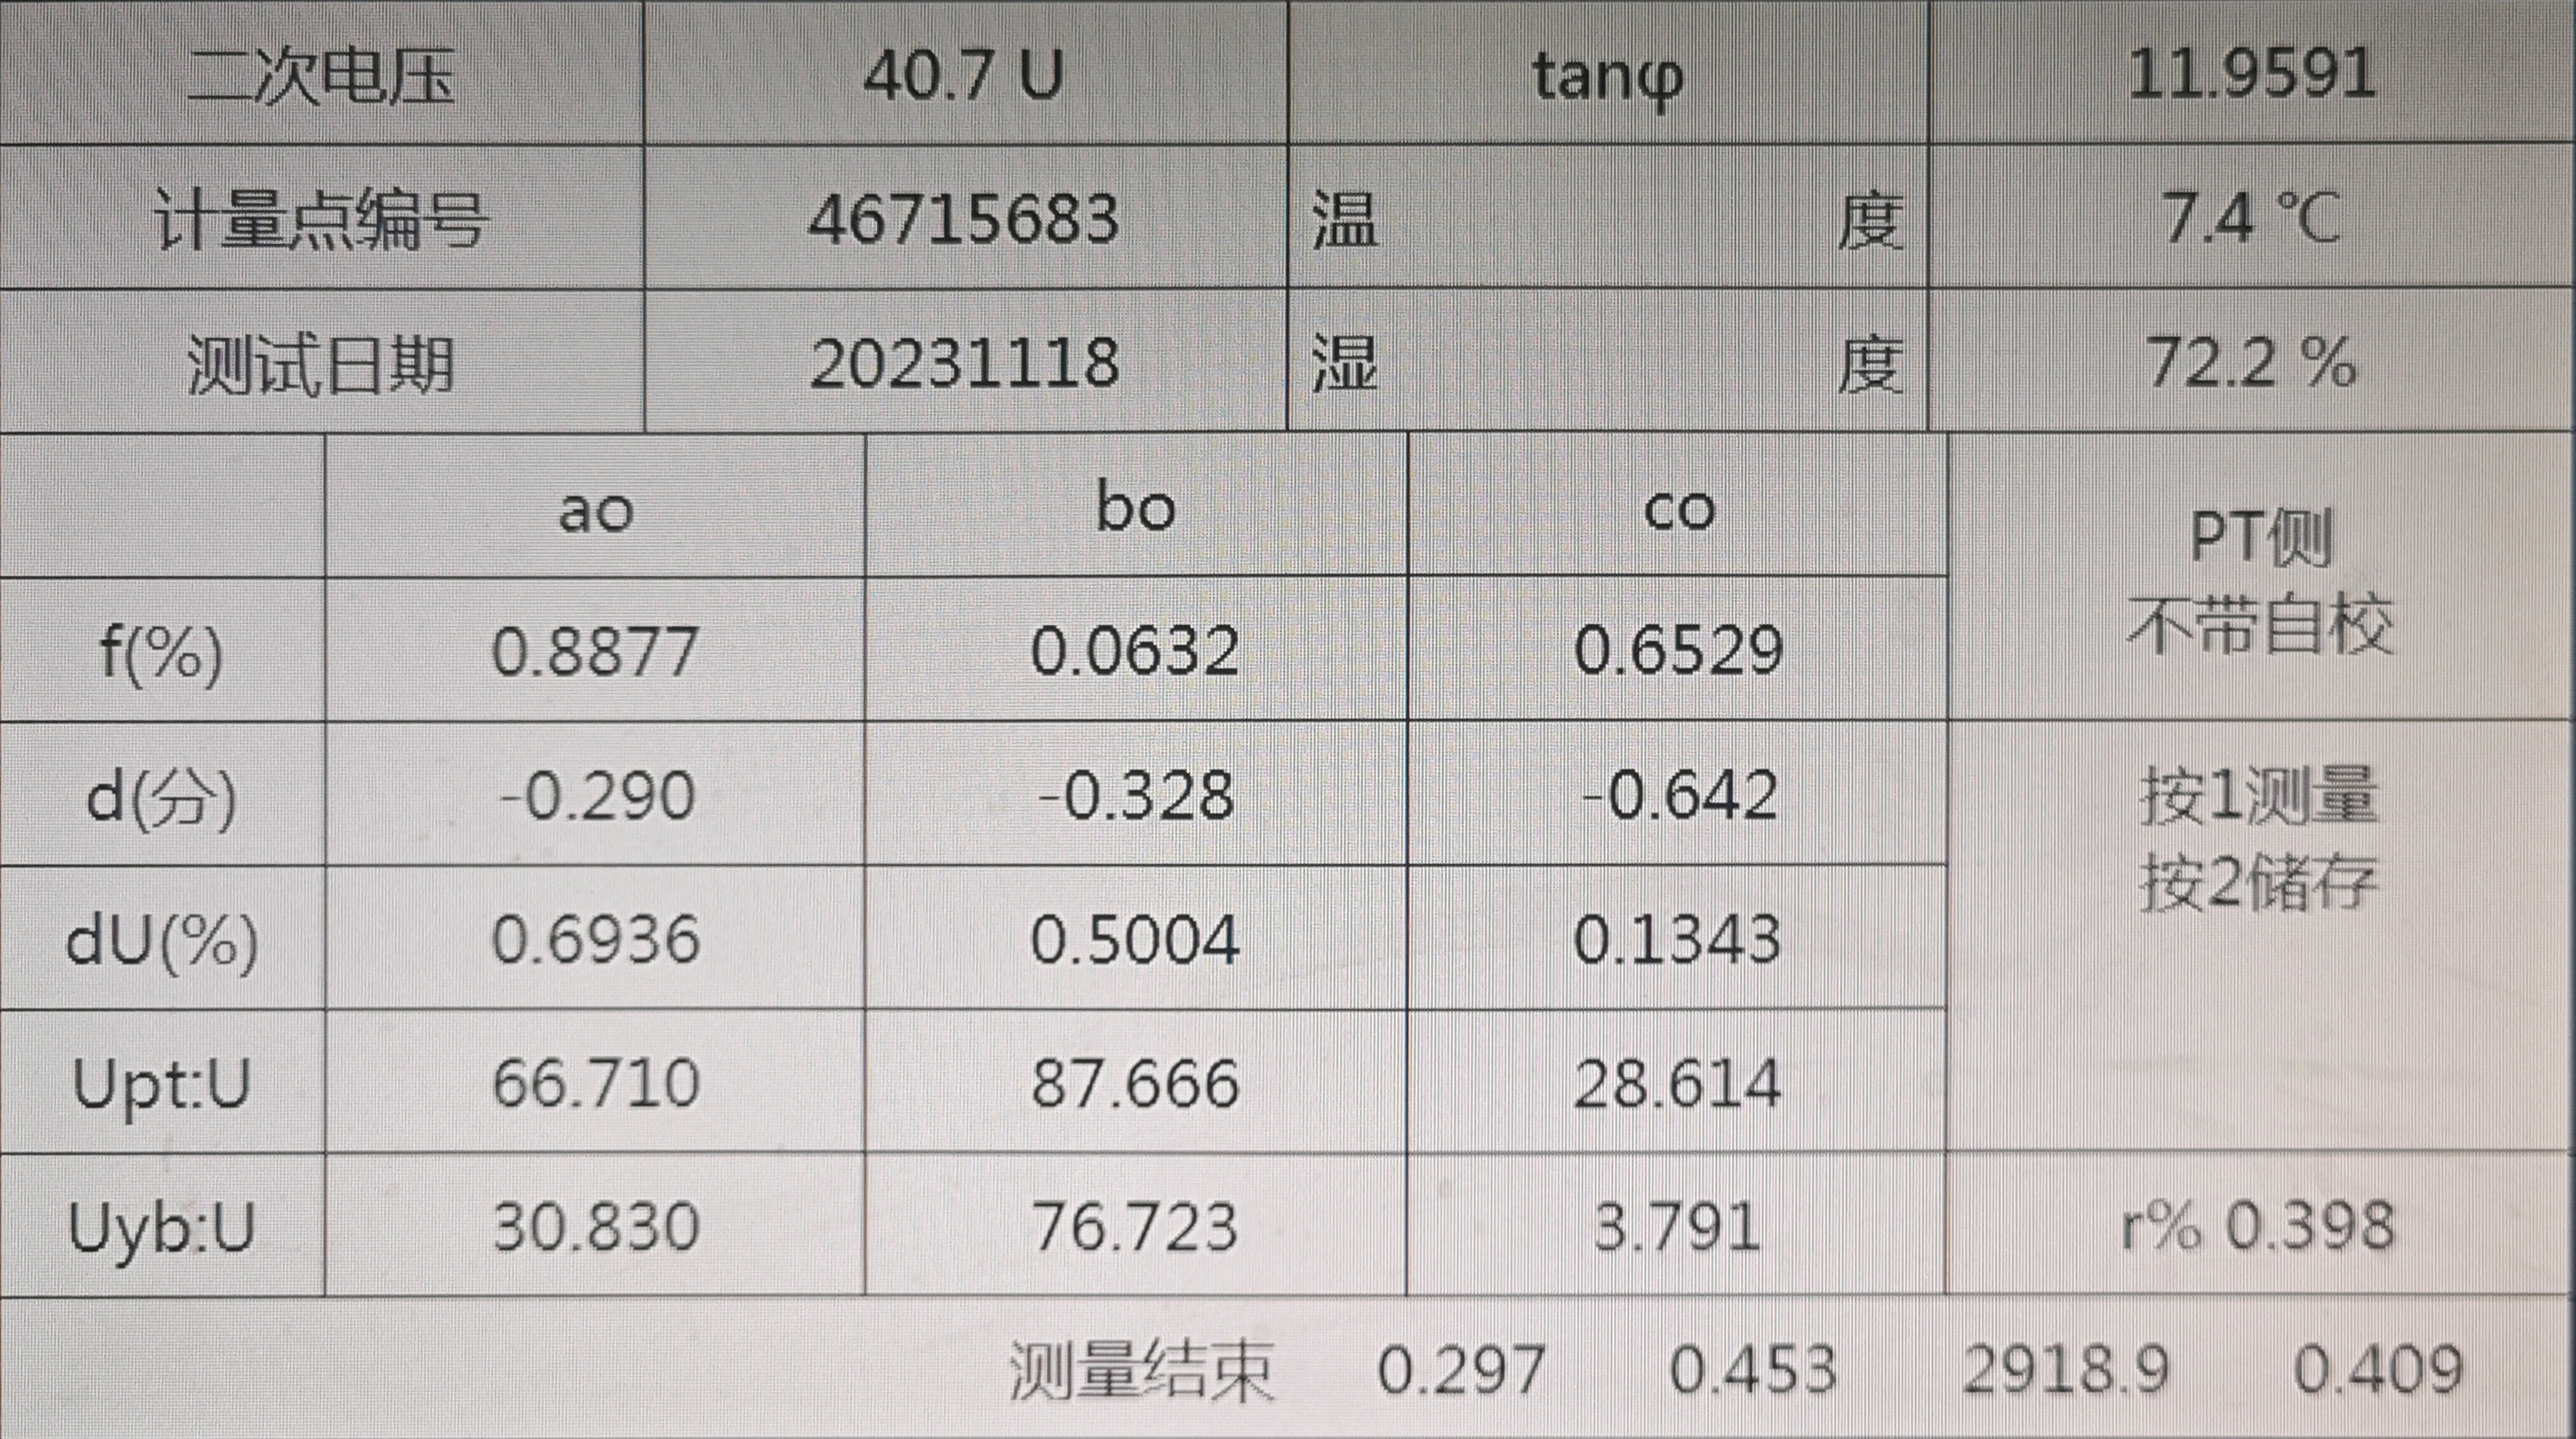 二次电压 40.7 U tanφ 11.9591
计量点编号 46715683 温 度 7.4 ℃
测试日期 20231118 湿 度 72.2 %
ao bo co PT侧
不带自校
f(%) 0.8877 0.0632 0.6529
d(分) -0.290 -0.328 -0.642 按1测量
按2储存
dU(%) 0.6936 0.5004 0.1343
Upt:U 66.710 87.666 28.614
Uyb:U 30.830 76.723 3.791 r% 0.398
测量结束 0.297 0.453 2918.9 0.409